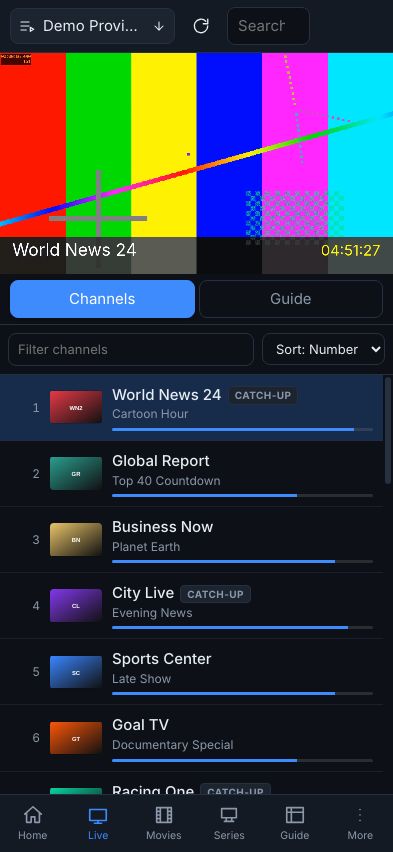 Demo Provi...
Search
World News 24
04:51:27
Channels
Guide
Filter channels
Sort: Number
1
WN2
World News 24
CATCH-UP
Cartoon Hour
2
GR
Global Report
Top 40 Countdown
3
BN
Business Now
Planet Earth
4
CL
City Live
CATCH-UP
Evening News
5
SC
Sports Center
Late Show
6
GT
Goal TV
Documentary Special
Racing One
CATCH-UP
Home
Live
Movies
Series
Guide
More